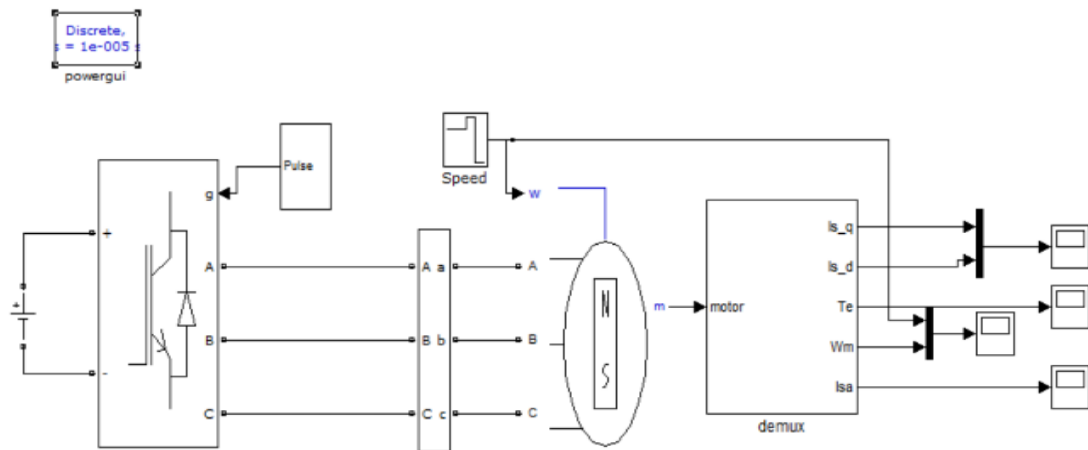 Discrete,
s = 1e-005 s
powergui
Pulse
Speed
g
w
+
A
A a
A
B
B b
B
-
C
C c
C
+
N
S
m
motor
Is_q
Is_d
Te
Wm
Isa
demux